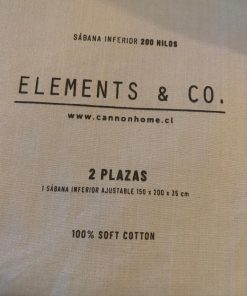 SÁBANA INFERIOR 200 HILOS
ELEMENTS & CO.
www.cannonhome.cl
2 PLAZAS
1 SÁBANA INFERIOR AJUSTABLE 150 x 200 x 35 cm
100% SOFT COTTON